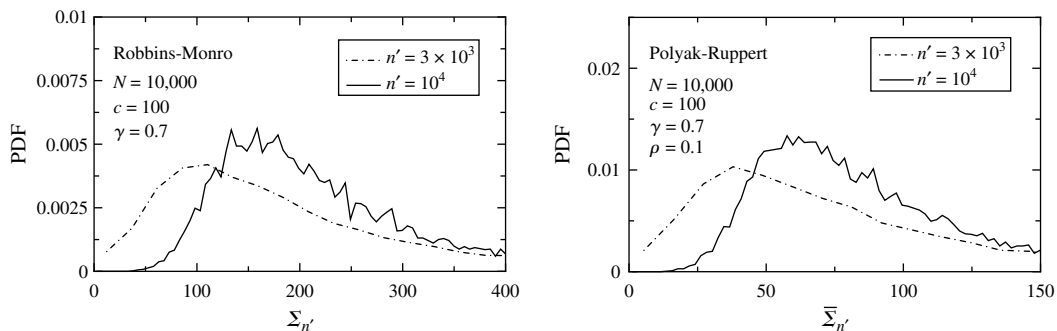 0.01
0.0075
0.005
0.0025
0
PDF
Robbins-Monro
N = 10,000
c = 100
γ = 0.7
n′ = 3 × 10³
n′ = 10⁴
0 100 200 300 400
Σn′
0.02
0.01
0
PDF
Polyak-Ruppert
N = 10,000
c = 100
γ = 0.7
ρ = 0.1
n′ = 3 × 10³
n′ = 10⁴
0 50 100 150
Σ̅n′